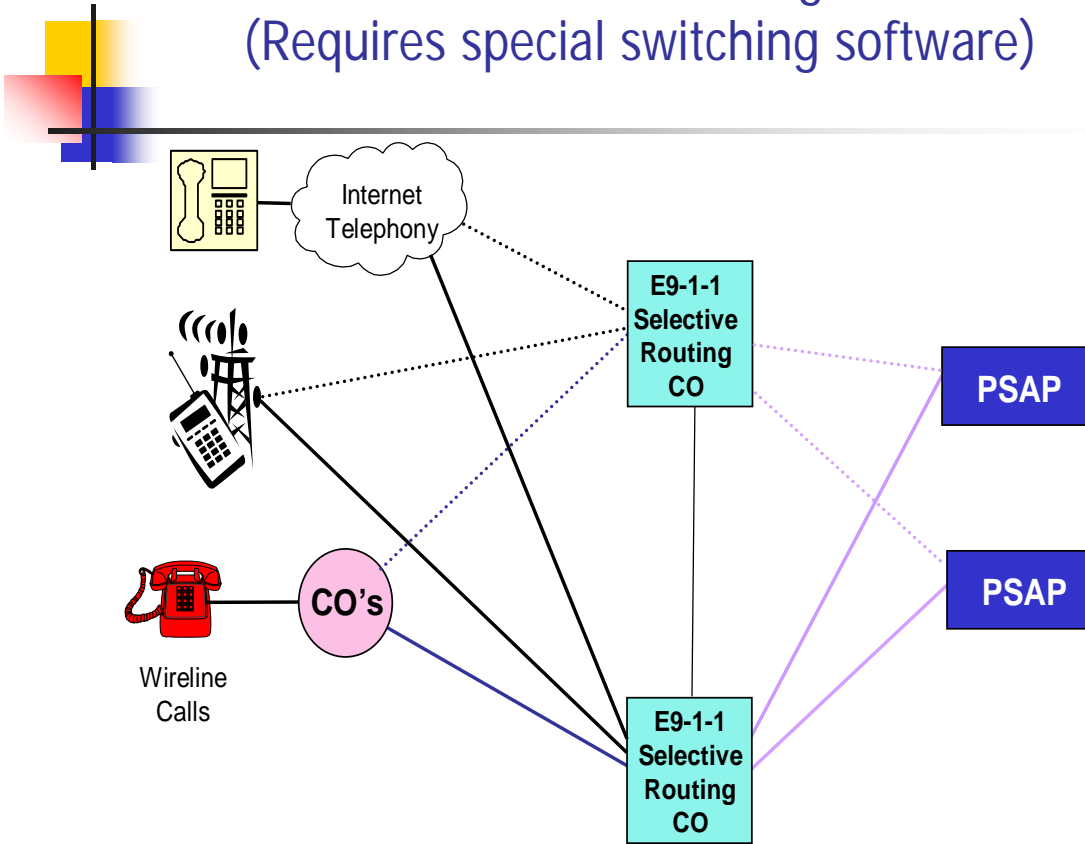 (Requires special switching software)
Internet
Telephony
E9-1-1
Selective
Routing
CO
PSAP
CO's
PSAP
Wireline
Calls
E9-1-1
Selective
Routing
CO